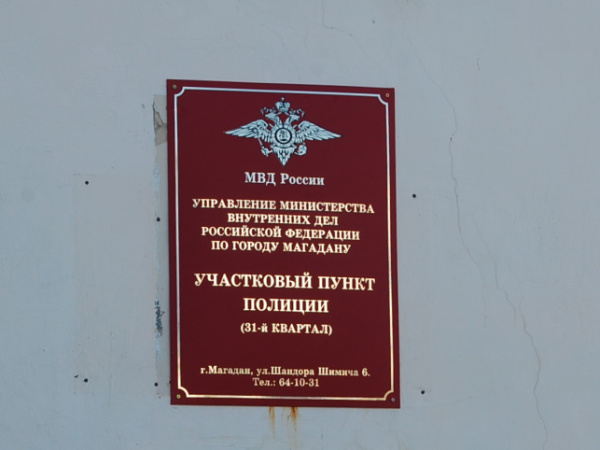 МВД России
УПРАВЛЕНИЕ МИНИСТЕРСТВА
ВНУТРЕННИХ ДЕЛ
РОССИЙСКОЙ ФЕДЕРАЦИИ
ПО ГОРОДУ МАГАДАНУ
УЧАСТКОВЫЙ ПУНКТ
ПОЛИЦИИ
(31-й КВАРТАЛ)
г.Магадан, ул.Шандора Шимича 6.
Тел.: 64-10-31